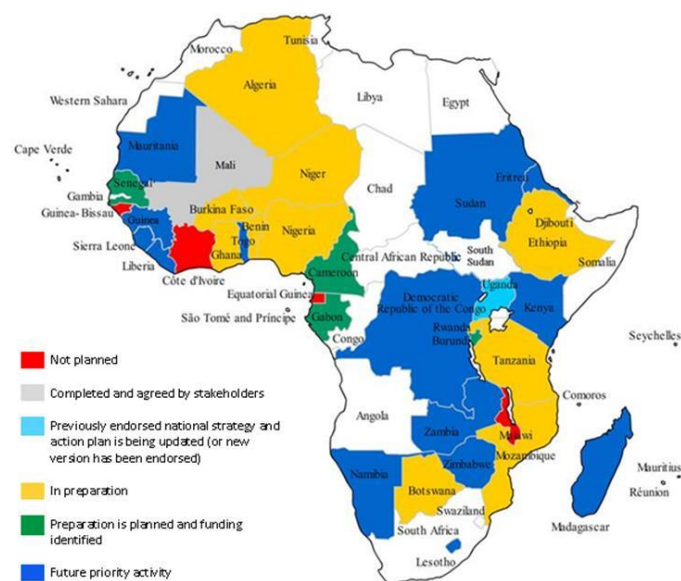 Morocco
Tunisia
Algeria
Libya
Egypt
Western Sahara
Mauritania
Mali
Niger
Chad
Sudan
Eritrea
Cape Verde
Senegal
Gambia
Guinea- Bissau
Guinea
Burkina Faso
Benin
Togo
Nigeria
Ghana
Djibouti
Ethiopia
Somalia
South
Sudan
Sierra Leone
Liberia
Côte d'Ivoire
Central African Republic
Cameroon
Equatorial Guinea
São Tomé and Príncipe
Gabon
Congo
Democratic
Republic of the Congo
Uganda
Kenya
Rwanda
Burundi
Tanzania
Seychelles
Comoros
Angola
Zambia
Malawi
Mozambique
Zimbabwe
Namibia
Botswana
Swaziland
South Africa
Lesotho
Madagascar
Mauritius
Réunion
Not planned
Completed and agreed by stakeholders
Previously endorsed national strategy and
action plan is being updated (or new
version has been endorsed)
In preparation
Preparation is planned and funding
identified
Future priority activity